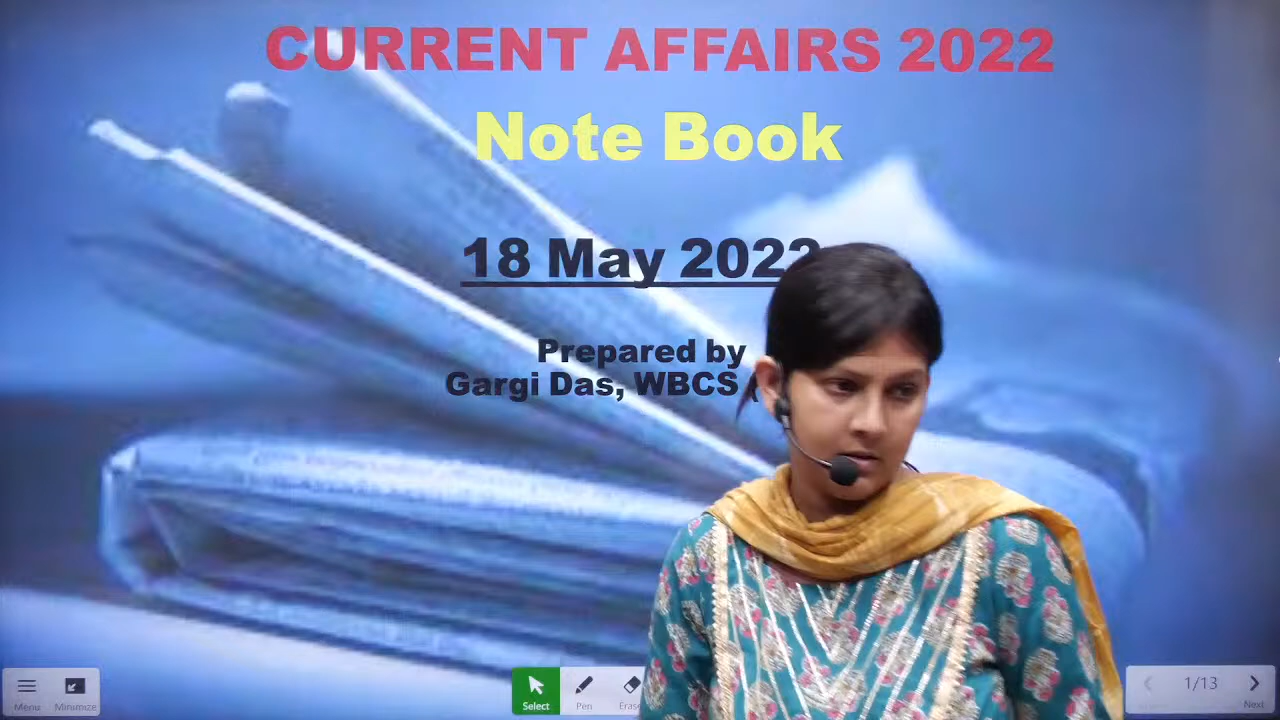 CURRENT AFFAIRS 2022
Note Book
18 May 2022
Prepared by
Gargi Das, WBCS (
Menu
Minimize
Select
Pen
Erase
1/13
Next